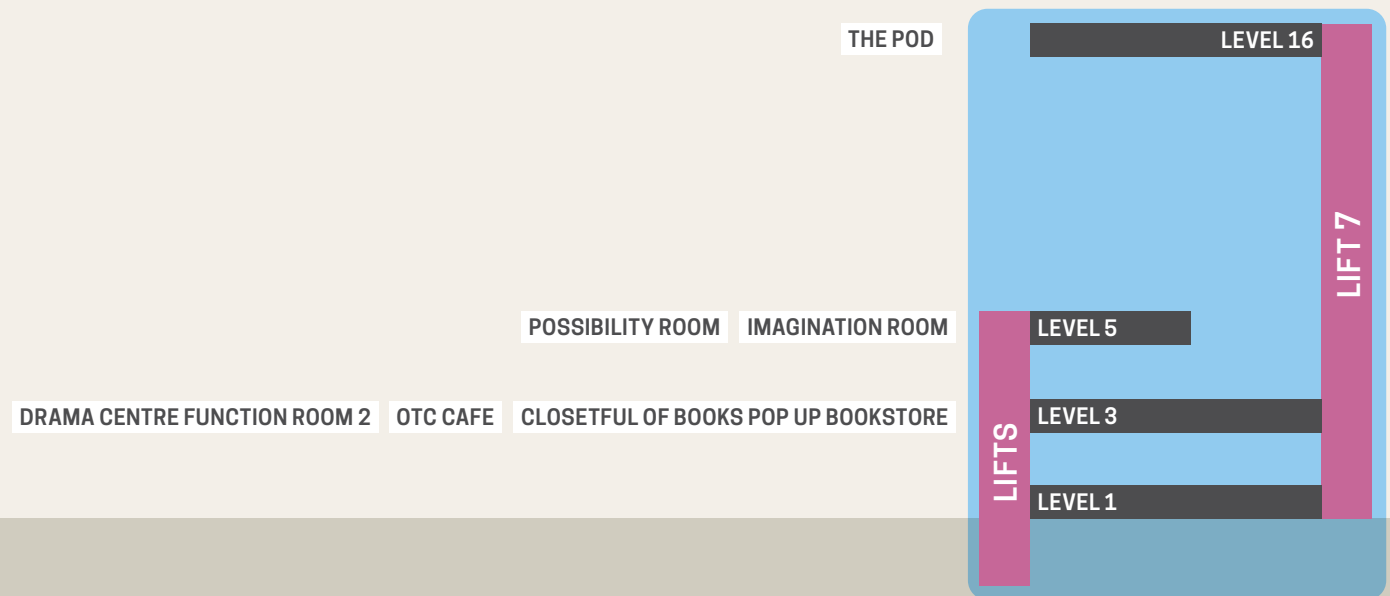 THE POD
LEVEL 16
LIFT 7
POSSIBILITY ROOM
IMAGINATION ROOM
LEVEL 5
DRAMA CENTRE FUNCTION ROOM 2
OTC CAFE
CLOSETFUL OF BOOKS POP UP BOOKSTORE
LEVEL 3
LIFTS
LEVEL 1